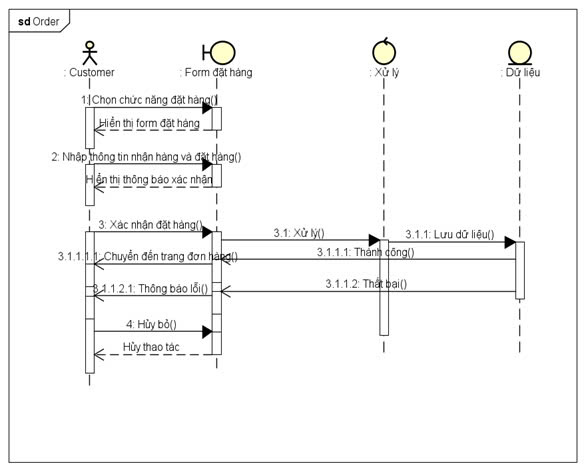 sd Order
: Customer
: Form đặt hàng
: Xử lý
: Dữ liệu
1: Chọn chức năng đặt hàng()
Hiển thị form đặt hàng
2: Nhập thông tin nhận hàng và đặt hàng()
Hiển thị thông báo xác nhận
3: Xác nhận đặt hàng()
3.1: Xử lý()
3.1.1: Lưu dữ liệu()
3.1.1.1.1: Chuyển đến trang đơn hàng()
3.1.1.1: Thành công()
3.1.1.2.1: Thông báo lỗi()
3.1.1.2: Thất bại()
4: Hủy bỏ()
Hủy thao tác